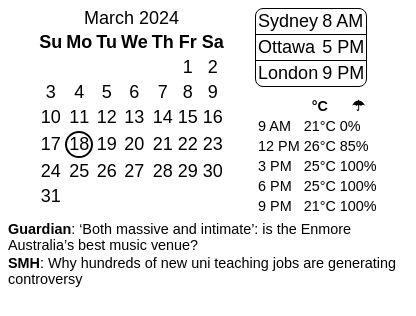 March 2024
Su Mo Tu We Th Fr Sa
1 2
3 4 5 6 7 8 9
10 11 12 13 14 15 16
17 18 19 20 21 22 23
24 25 26 27 28 29 30
31
Sydney 8 AM
Ottawa 5 PM
London 9 PM
°C ☂
9 AM 21°C 0%
12 PM 26°C 85%
3 PM 25°C 100%
6 PM 25°C 100%
9 PM 21°C 100%
Guardian: ‘Both massive and intimate’: is the Enmore
Australia’s best music venue?
SMH: Why hundreds of new uni teaching jobs are generating
controversy